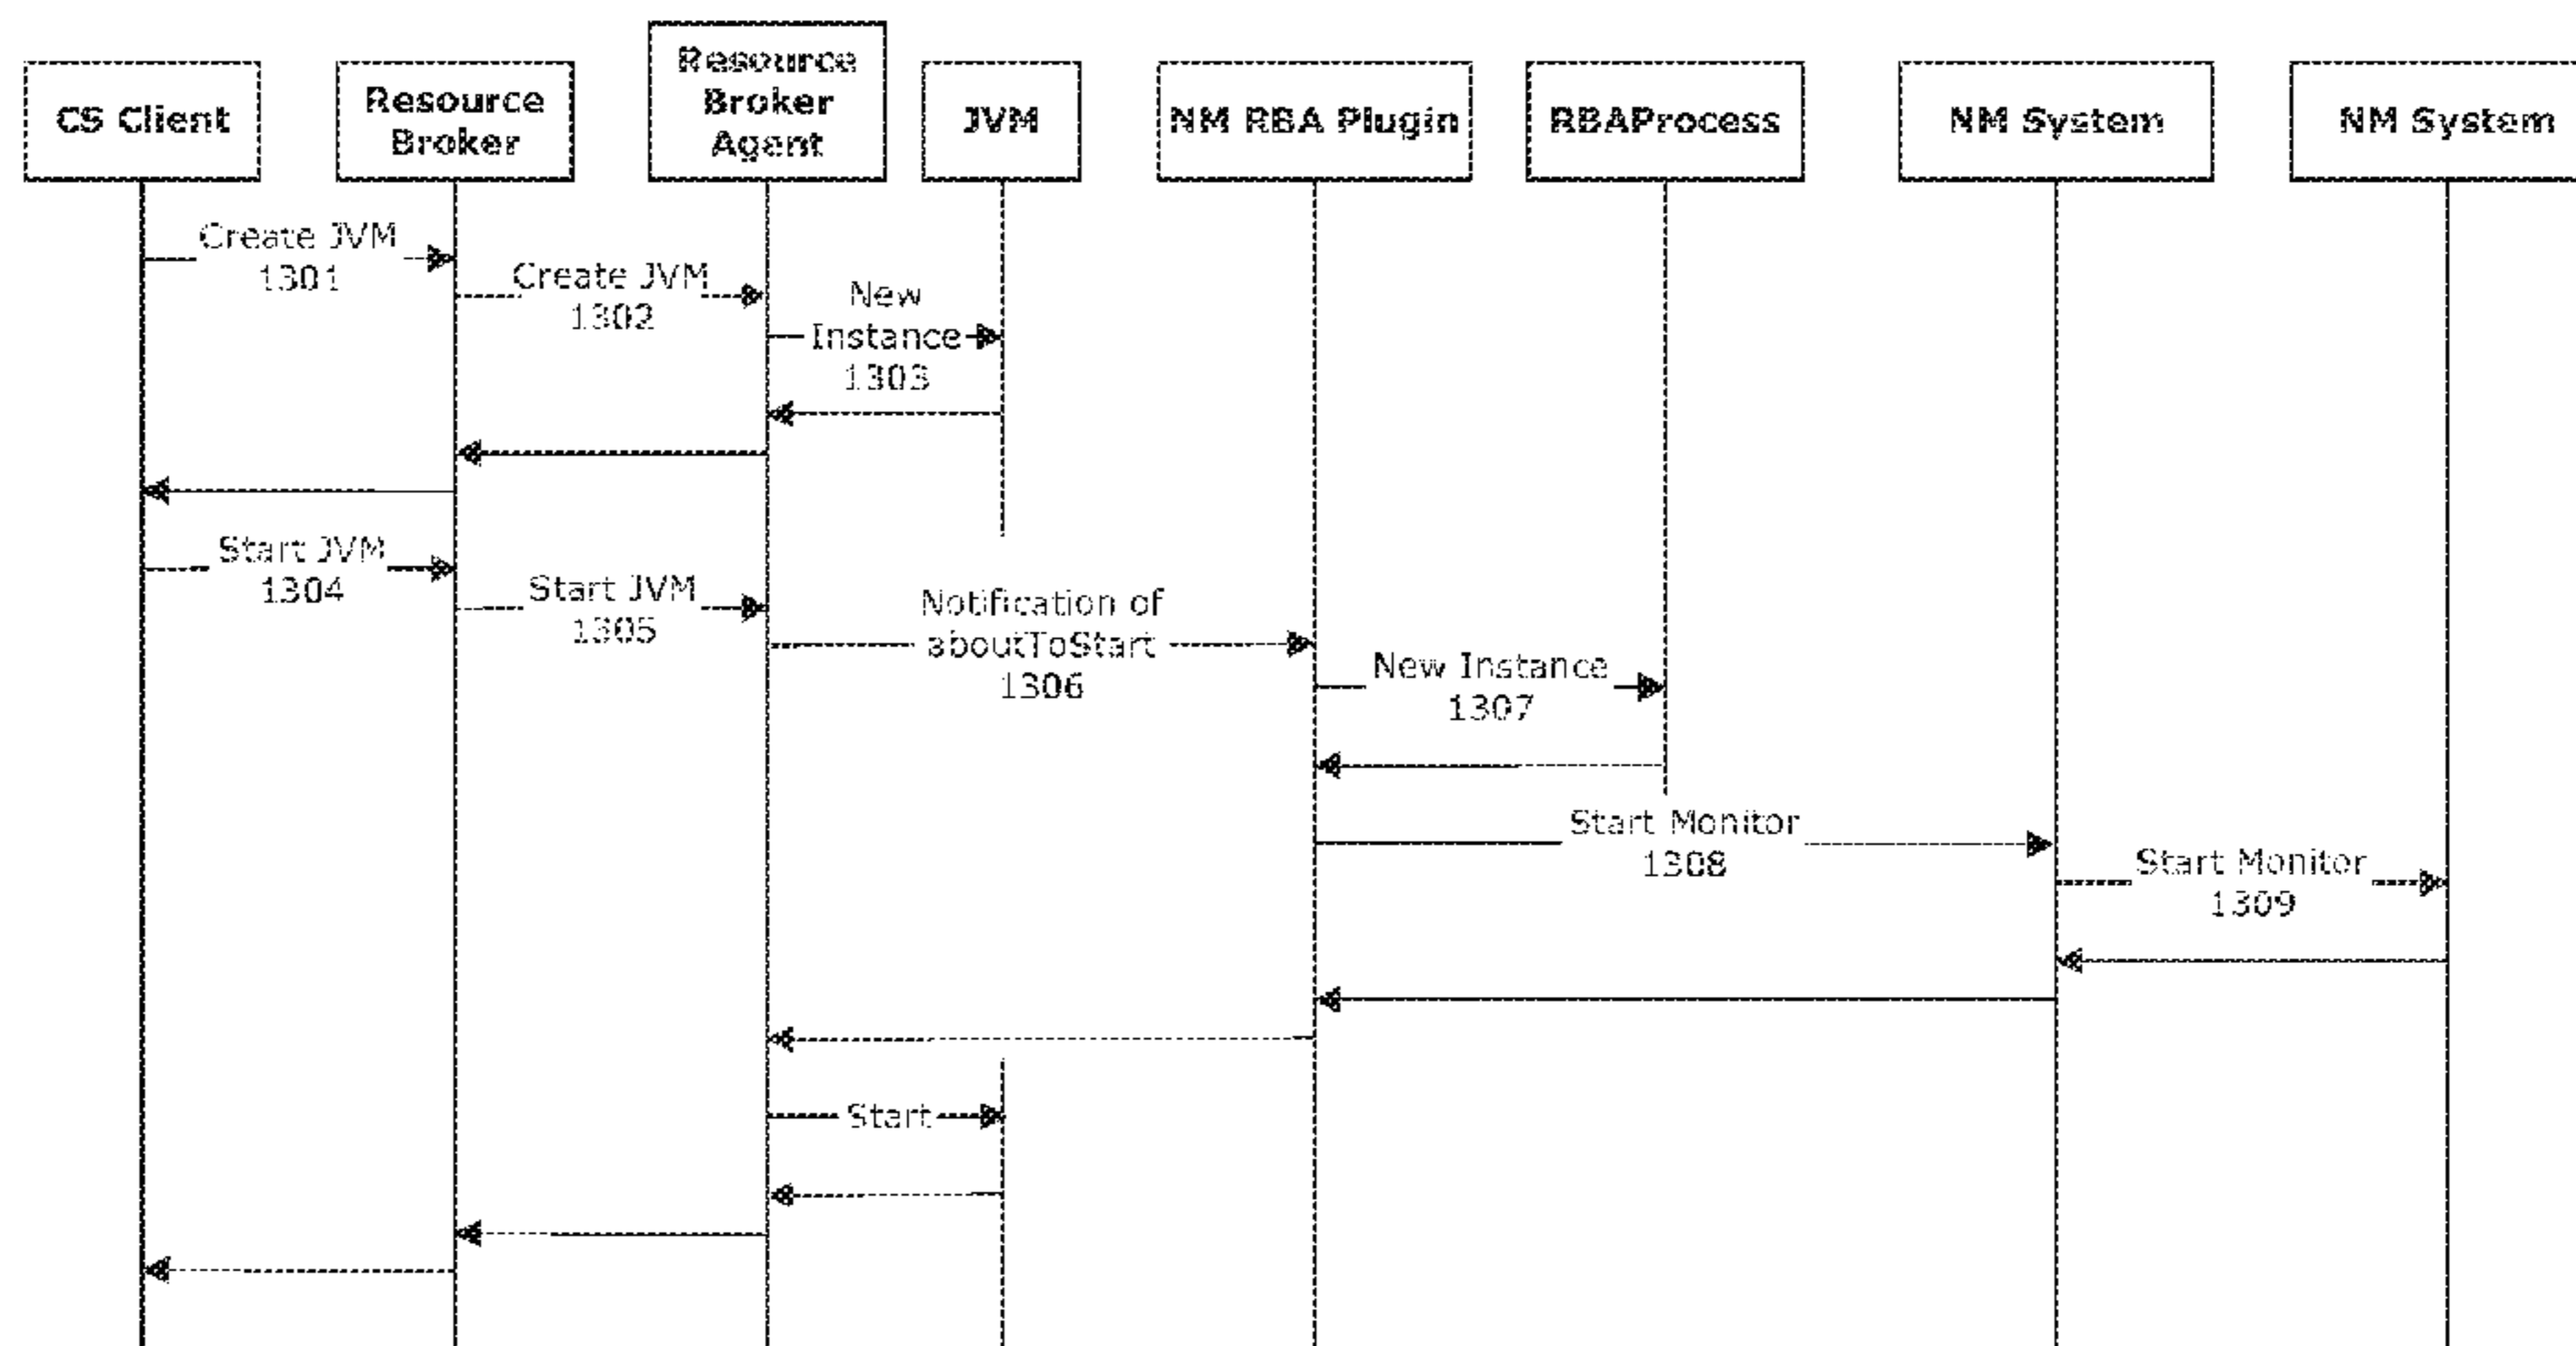 CS Client
Resource
Broker
Resource
Broker
Agent
JVM
NM RBA Plugin
RBAProcess
NM System
NM System
Create JVM
1301
Create JVM
1302
New
Instance
1303
Start JVM
1304
Start JVM
1305
Notification of
aboutToStart
1306
New Instance
1307
Start Monitor
1308
Start Monitor
1309
Start